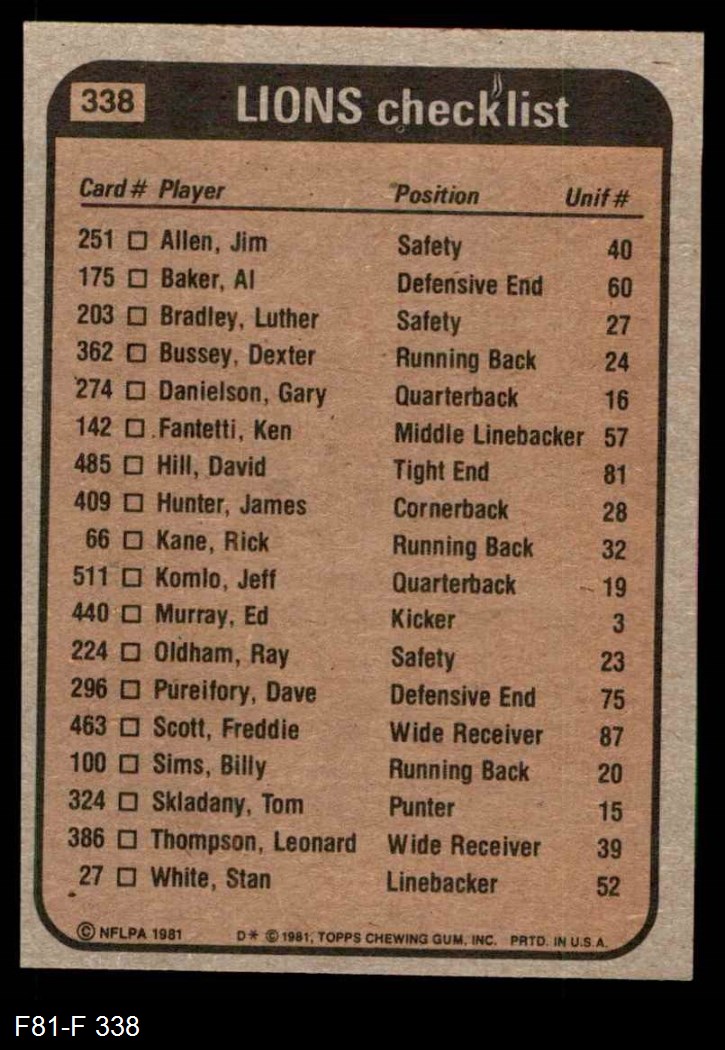 338 LIONS checklist
Card # Player Position Unif #
251 □ Allen, Jim Safety 40
175 □ Baker, Al Defensive End 60
203 □ Bradley, Luther Safety 27
362 □ Bussey, Dexter Running Back 24
274 □ Danielson, Gary Quarterback 16
142 □ Fantetti, Ken Middle Linebacker 57
485 □ Hill, David Tight End 81
409 □ Hunter, James Cornerback 28
66 □ Kane, Rick Running Back 32
511 □ Komlo, Jeff Quarterback 19
440 □ Murray, Ed Kicker 3
224 □ Oldham, Ray Safety 23
296 □ Pureifory, Dave Defensive End 75
463 □ Scott, Freddie Wide Receiver 87
100 □ Sims, Billy Running Back 20
324 □ Skladany, Tom Punter 15
386 □ Thompson, Leonard Wide Receiver 39
27 □ White, Stan Linebacker 52
© NFLPA 1981 D* © 1981, TOPPS CHEWING GUM, INC. PRTD. IN U.S.A.
F81-F 338